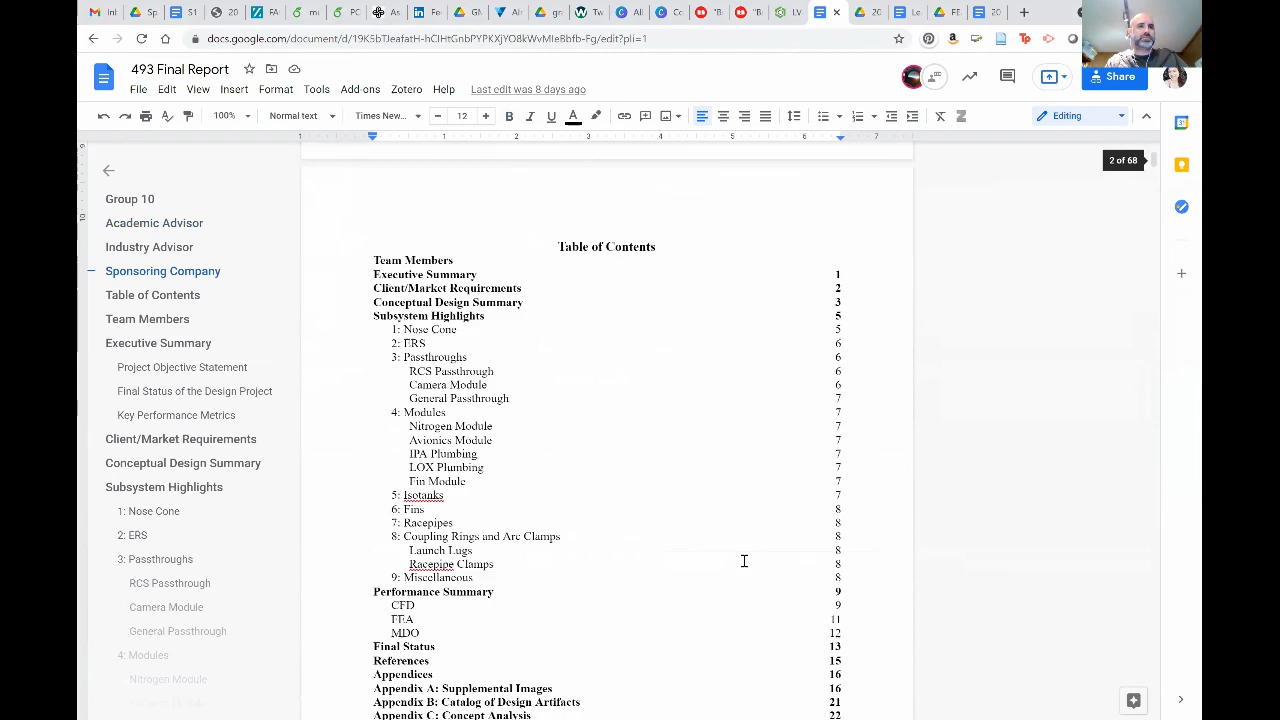 docs.google.com/document/d/19K5bTJeafatH-lbFHtGnbPYPKXjYO8kWvMIeBbfb-Fg/edit?pli=1
493 Final Report
File Edit View Insert Format Tools Add-ons Zotero Help Last edit was 8 days ago
Share
100% Normal text Times New... 12 Editing
1 1 2 3 4 5 6 7
2 of 68
Group 10
Academic Advisor
Industry Advisor
Sponsoring Company
Table of Contents
Team Members
Executive Summary
Project Objective Statement
Final Status of the Design Project
Key Performance Metrics
Client/Market Requirements
Conceptual Design Summary
Subsystem Highlights
1: Nose Cone
2: ERS
3: Passthroughs
RCS Passthrough
Camera Module
General Passthrough
4: Modules
Nitrogen Module
Table of Contents
Team Members
Executive Summary 1
Client/Market Requirements 2
Conceptual Design Summary 3
Subsystem Highlights 5
1: Nose Cone 5
2: ERS 6
3: Passthroughs 6
RCS Passthrough 6
Camera Module 6
General Passthrough 7
4: Modules 7
Nitrogen Module 7
Avionics Module 7
IPA Plumbing 7
LOX Plumbing 7
Fin Module 7
5: Isotanks 7
6: Fins 8
7: Racepipes 8
8: Coupling Rings and Arc Clamps 8
Launch Lugs 8
Racepipe Clamps 8
9: Miscellaneous 8
Performance Summary 9
CFD 9
FEA 11
MDO 12
Final Status 13
References 15
Appendices 16
Appendix A: Supplemental Images 16
Appendix B: Catalog of Design Artifacts 21
Appendix C: Concept Analysis 22